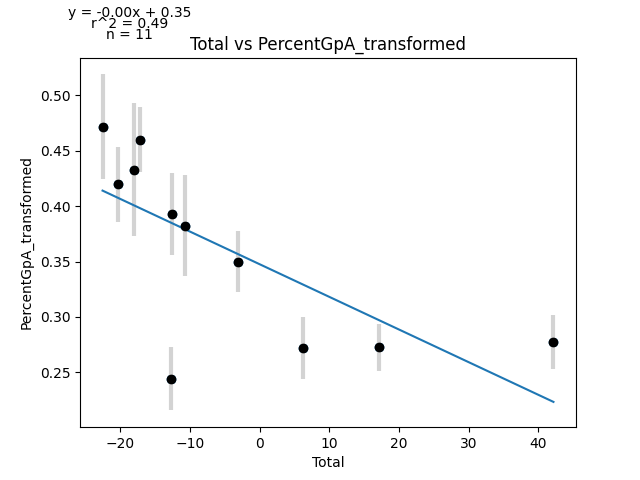 y = -0.00x + 0.35
r^2 = 0.49
n = 11
Total vs PercentGpA_transformed
PercentGpA_transformed
0.50
0.45
0.40
0.35
0.30
0.25
−20 −10 0 10 20 30 40
Total